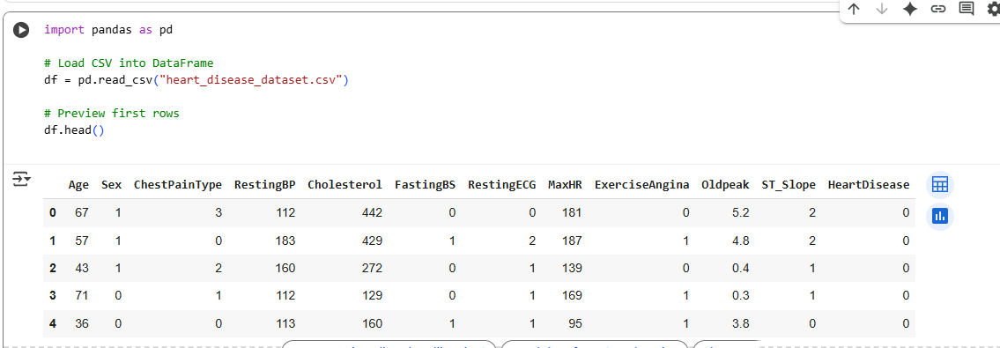 import pandas as pd
# Load CSV into DataFrame
df = pd.read_csv("heart_disease_dataset.csv")
# Preview first rows
df.head()
Age Sex ChestPainType RestingBP Cholesterol FastingBS RestingECG MaxHR ExerciseAngina Oldpeak ST_Slope HeartDisease
0 67 1 3 112 442 0 0 181 0 5.2 2 0
1 57 1 0 183 429 1 2 187 1 4.8 2 0
2 43 1 2 160 272 0 1 139 0 0.4 1 0
3 71 0 1 112 129 0 1 169 1 0.3 1 0
4 36 0 0 113 160 1 1 95 1 3.8 0 0